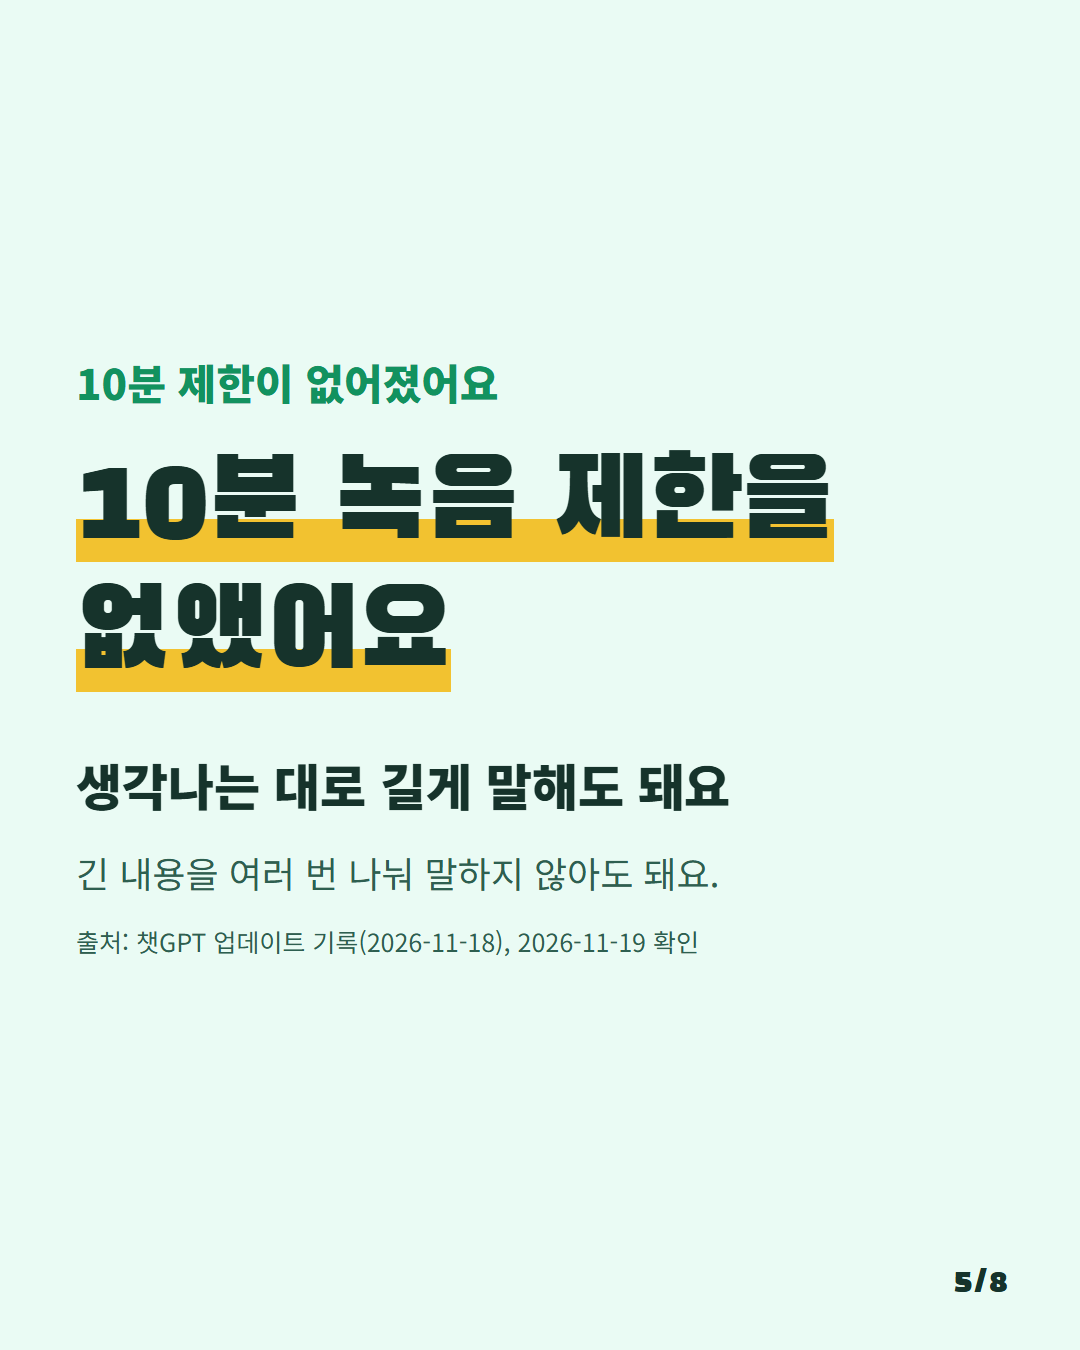 10분 제한이 없어졌어요
10분 녹음 제한을
없앴어요
생각나는 대로 길게 말해도 돼요
긴 내용을 여러 번 나눠 말하지 않아도 돼요.
출처: 챗GPT 업데이트 기록(2026-11-18), 2026-11-19 확인
5/8